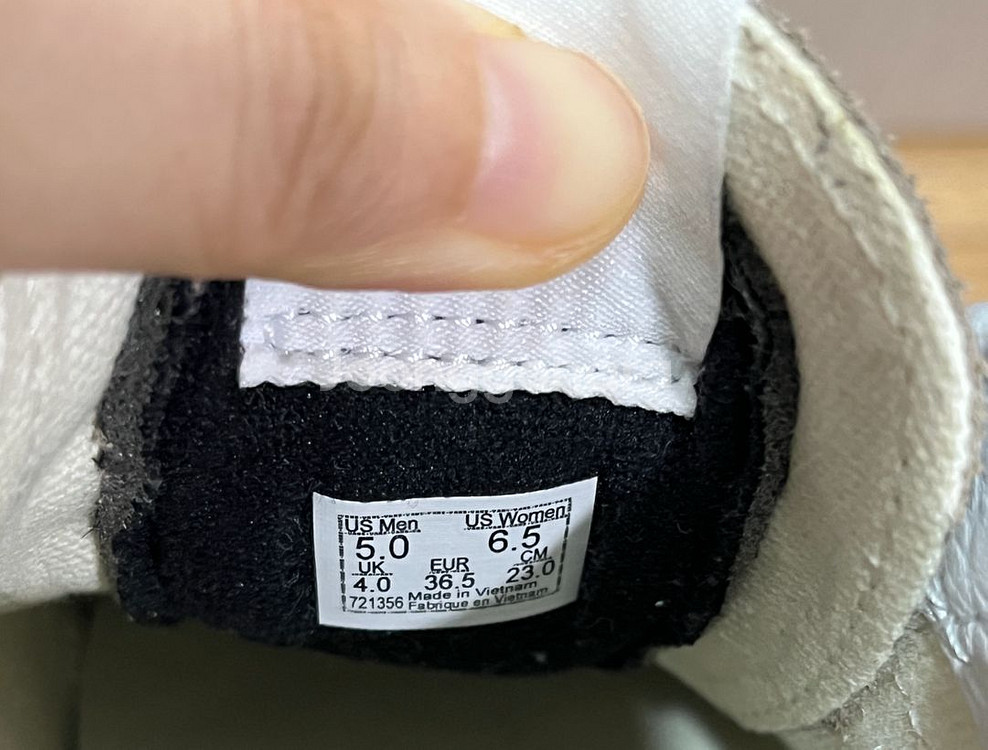 US Men US Women
5.0 6.5
UK EUR CM
4.0 36.5 23.0
721356 Made in Vietnam
Fabrique en Vietnam